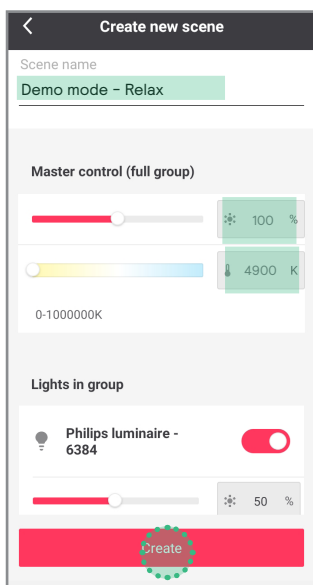 Create new scene
Scene name
Demo mode - Relax
Master control (full group)
100 %
4900 K
0-1000000K
Lights in group
Philips luminaire -
6384
50 %
Create